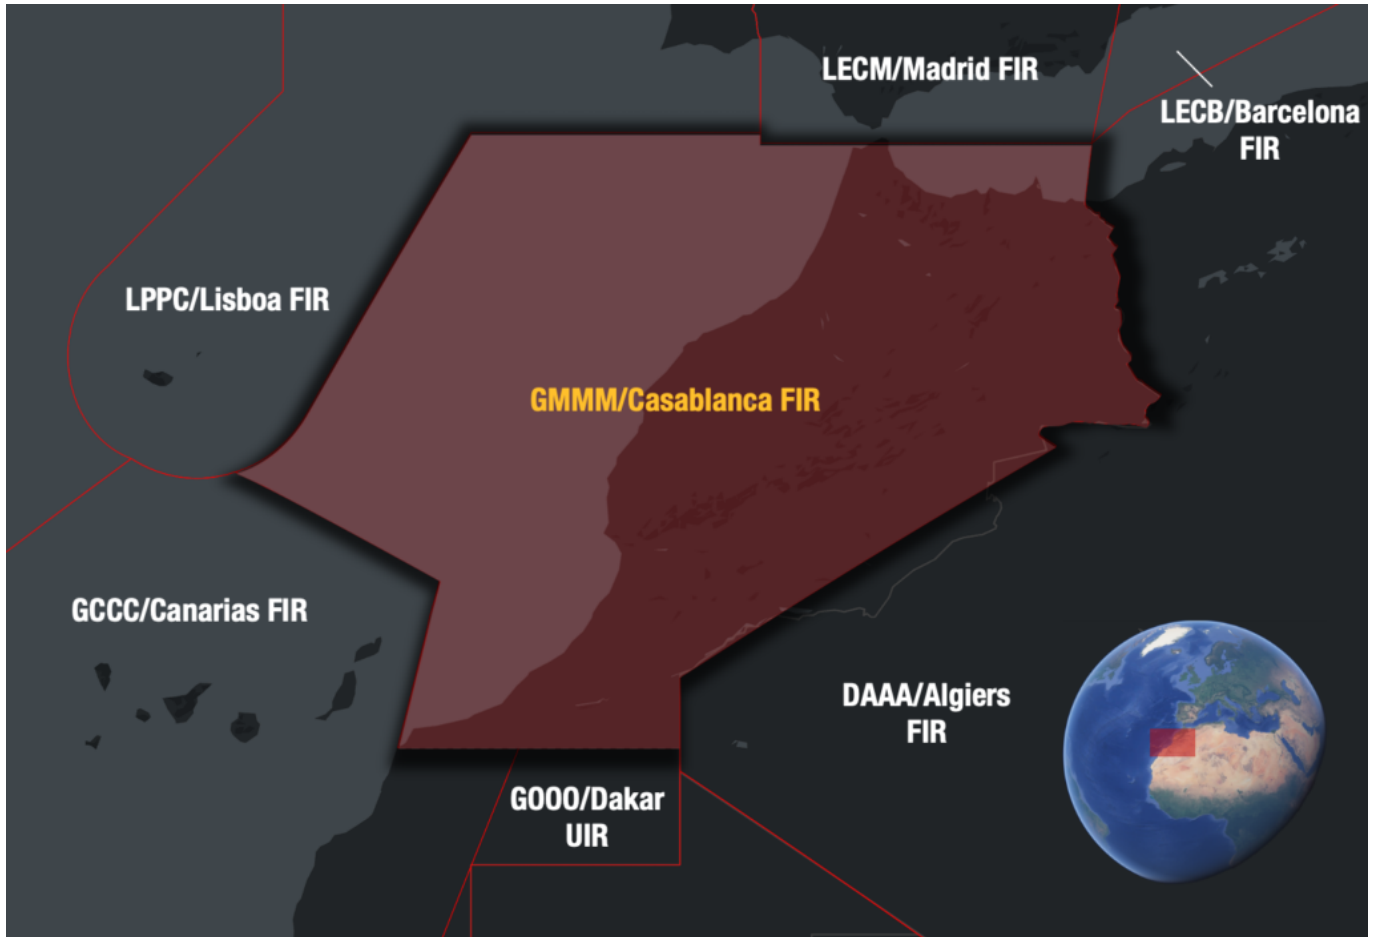 LECM/Madrid FIR
LECB/Barcelona
FIR
LPPC/Lisboa FIR
GMMM/Casablanca FIR
GCCC/Canarias FIR
DAAA/Algiers
FIR
GOOO/Dakar
UIR